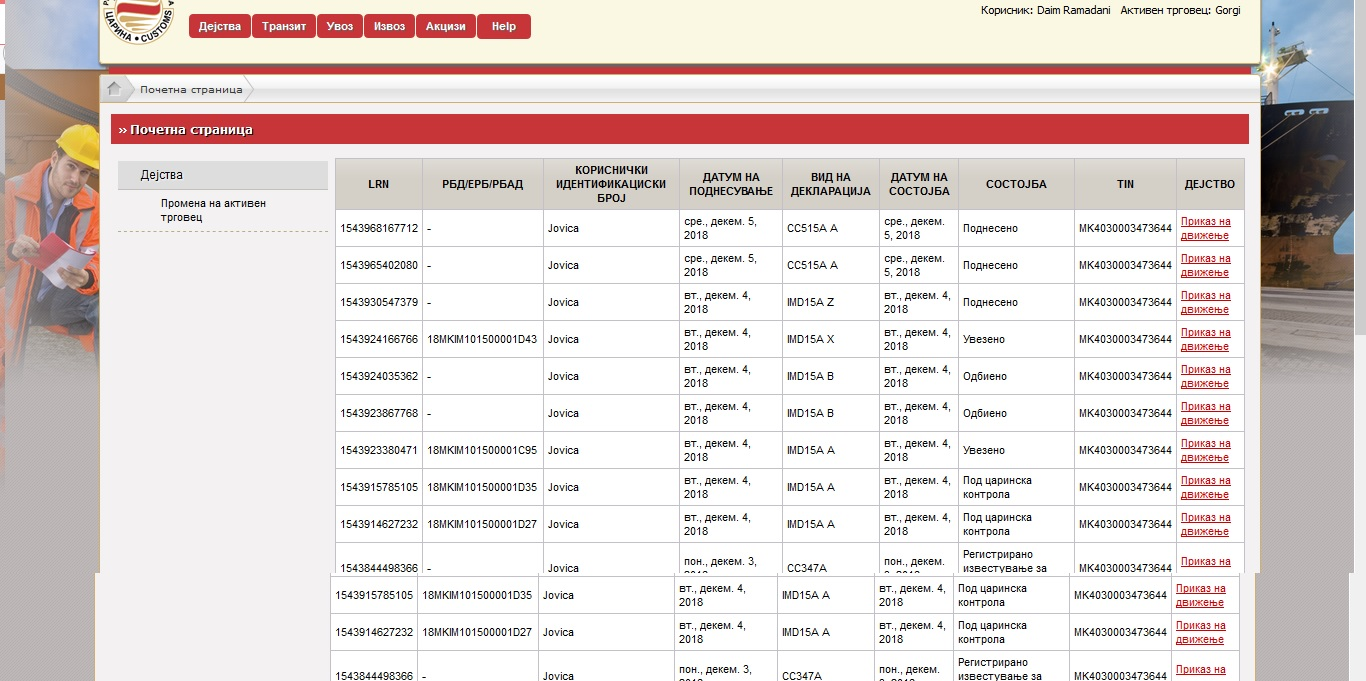 ЦАРИНА • CUSTOMS
Дејства Транзит Увоз Извоз Акцизи Help
Корисник: Daim Ramadani Активен трговец: Gorgi
Почетна страница
» Почетна страница
Дејства
Промена на активен
трговец
LRN РБД/ЕРБ/РБАД КОРИСНИЧКИ ИДЕНТИФИКАЦИСКИ БРОЈ ДАТУМ НА ПОДНЕСУВАЊЕ ВИД НА ДЕКЛАРАЦИЈА ДАТУМ НА СОСТОЈБА СОСТОЈБА TIN ДЕЈСТВО
1543968167712 - Jovica сре., декем. 5, 2018 CC515A A сре., декем. 5, 2018 Поднесено MK4030003473644 Приказ на движење
1543965402080 - Jovica сре., декем. 5, 2018 CC515A A сре., декем. 5, 2018 Поднесено MK4030003473644 Приказ на движење
1543930547379 - Jovica вт., декем. 4, 2018 IMD15A Z вт., декем. 4, 2018 Поднесено MK4030003473644 Приказ на движење
1543924166766 18MKIM101500001D43 Jovica вт., декем. 4, 2018 IMD15A X вт., декем. 4, 2018 Увезено MK4030003473644 Приказ на движење
1543924035362 - Jovica вт., декем. 4, 2018 IMD15A B вт., декем. 4, 2018 Одбиено MK4030003473644 Приказ на движење
1543923867768 - Jovica вт., декем. 4, 2018 IMD15A B вт., декем. 4, 2018 Одбиено MK4030003473644 Приказ на движење
1543923380471 18MKIM101500001C95 Jovica вт., декем. 4, 2018 IMD15A A вт., декем. 4, 2018 Увезено MK4030003473644 Приказ на движење
1543915785105 18MKIM101500001D35 Jovica вт., декем. 4, 2018 IMD15A A вт., декем. 4, 2018 Под царинска контрола MK4030003473644 Приказ на движење
1543914627232 18MKIM101500001D27 Jovica вт., декем. 4, 2018 IMD15A A вт., декем. 4, 2018 Под царинска контрола MK4030003473644 Приказ на движење
1543844498366 - Jovica пон., декем. 3, CC347A пон., декем. Регистрирано известување за MK4030003473644 Приказ на
1543915785105 18MKIM101500001D35 Jovica вт., декем. 4, 2018 IMD15A A вт., декем. 4, 2018 Под царинска контрола MK4030003473644 Приказ на движење
1543914627232 18MKIM101500001D27 Jovica вт., декем. 4, 2018 IMD15A A вт., декем. 4, 2018 Под царинска контрола MK4030003473644 Приказ на движење
1543844498366 - Jovica пон., декем. 3, CC347A пон., декем. Регистрирано известување за MK4030003473644 Приказ на